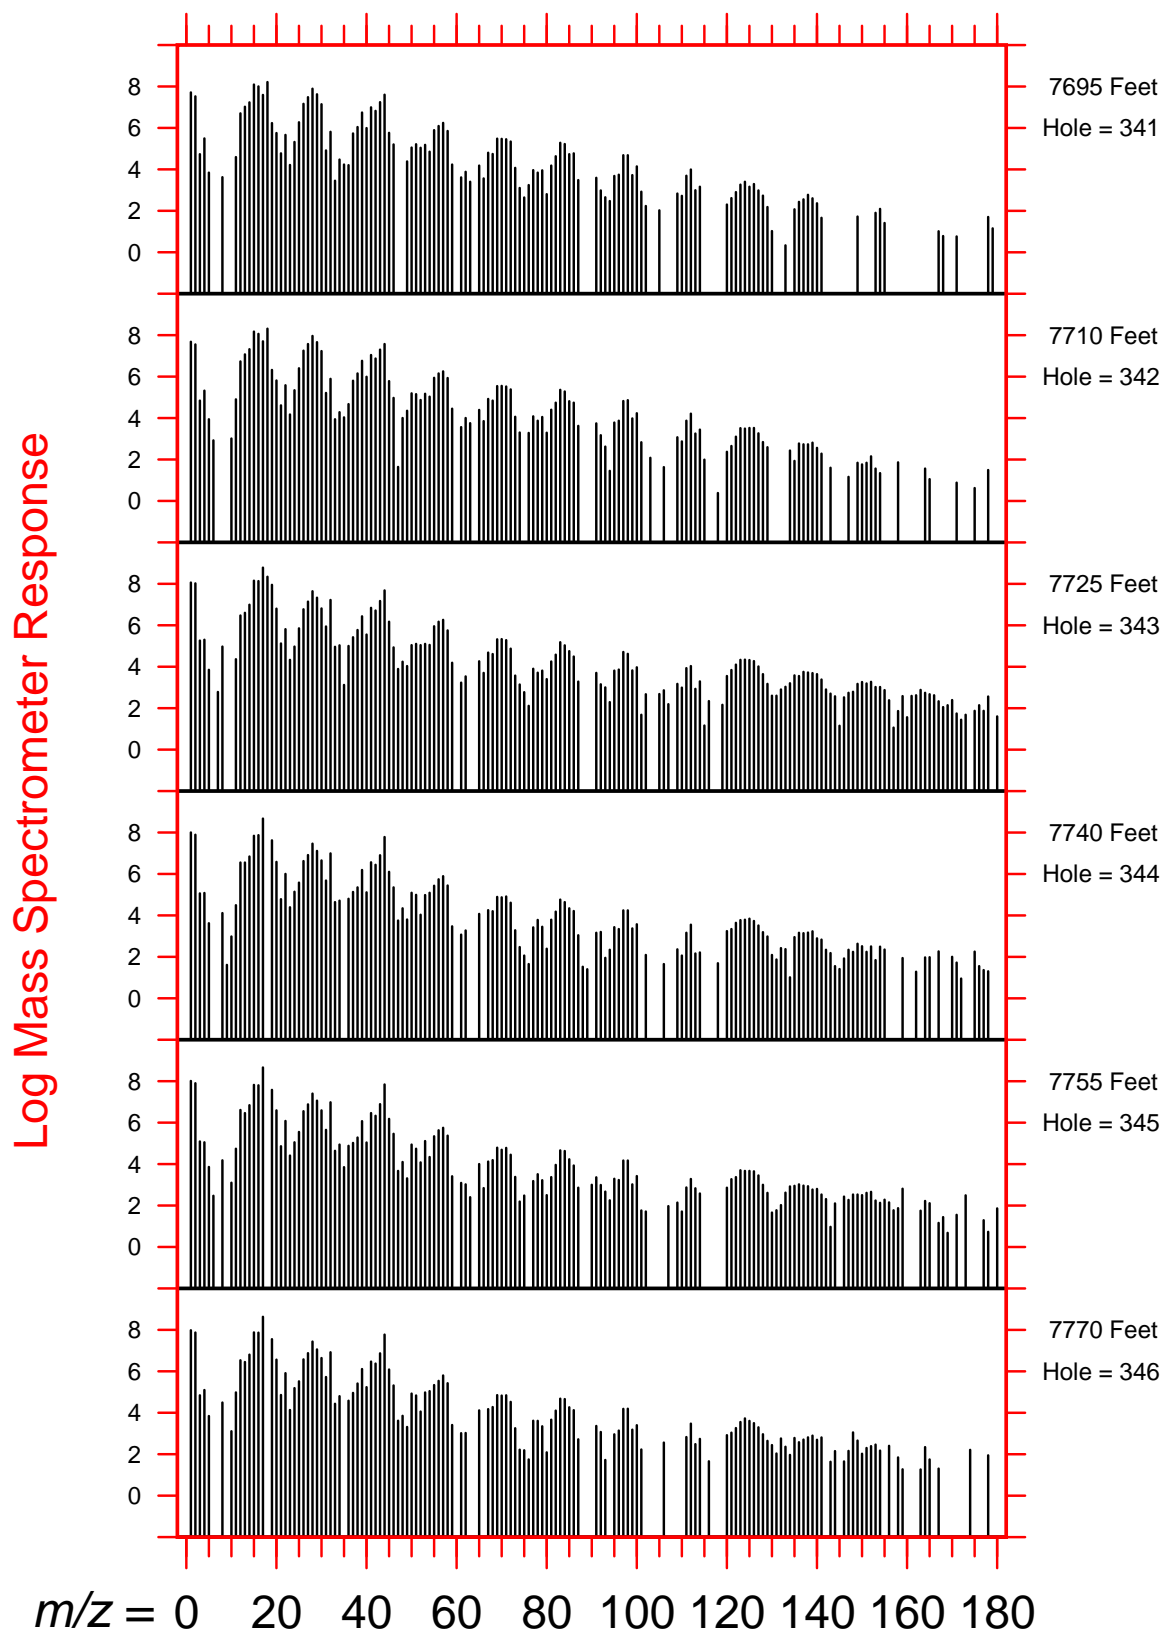 Log Mass Spectrometer Response
8
6
4
2
0
7695 Feet
Hole = 341
8
6
4
2
0
7710 Feet
Hole = 342
8
6
4
2
0
7725 Feet
Hole = 343
8
6
4
2
0
7740 Feet
Hole = 344
8
6
4
2
0
7755 Feet
Hole = 345
8
6
4
2
0
7770 Feet
Hole = 346
m/z = 0 20 40 60 80 100 120 140 160 180